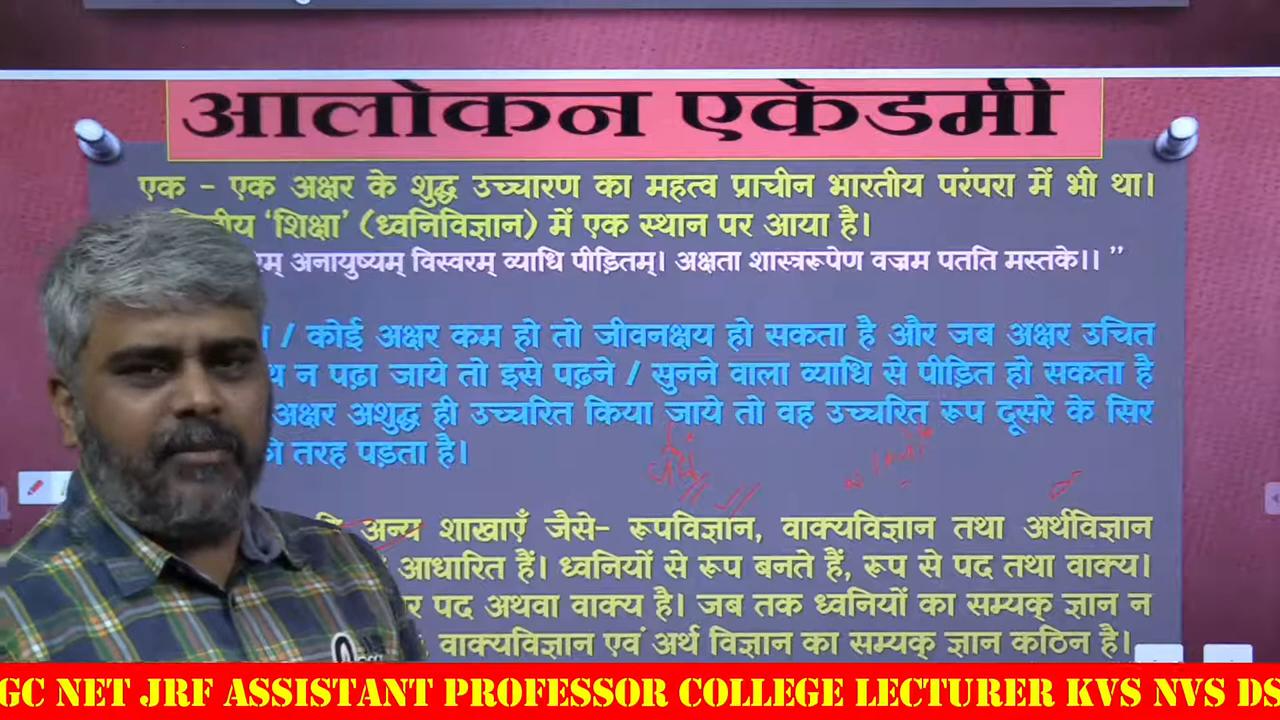 आलोकन एकेडमी
एक - एक अक्षर के शुद्ध उच्चारण का महत्व प्राचीन भारतीय परंपरा में भी था।
'शिक्षा' (ध्वनिविज्ञान) में एक स्थान पर आया है।
अनायुष्यम् विस्वरम् व्याधि पीड़ितम्। अक्षता शास्त्ररूपेण वज्रम पतति मस्तके।। ”
/ कोई अक्षर कम हो तो जीवनक्षय हो सकता है और जब अक्षर उचित
न पढ़ा जाये तो इसे पढ़ने / सुनने वाला व्याधि से पीड़ित हो सकता है
अक्षर अशुद्ध ही उच्चरित किया जाये तो वह उच्चरित रूप दूसरे के सिर
तरह पड़ता है।
अन्य शाखाएँ जैसे- रूपविज्ञान, वाक्यविज्ञान तथा अर्थविज्ञान
आधारित हैं। ध्वनियों से रूप बनते हैं, रूप से पद तथा वाक्य।
पद अथवा वाक्य है। जब तक ध्वनियों का सम्यक् ज्ञान न
वाक्यविज्ञान एवं अर्थ विज्ञान का सम्यक् ज्ञान कठिन है।
GC NET JRF ASSISTANT PROFESSOR COLLEGE LECTURER KVS NVS DS